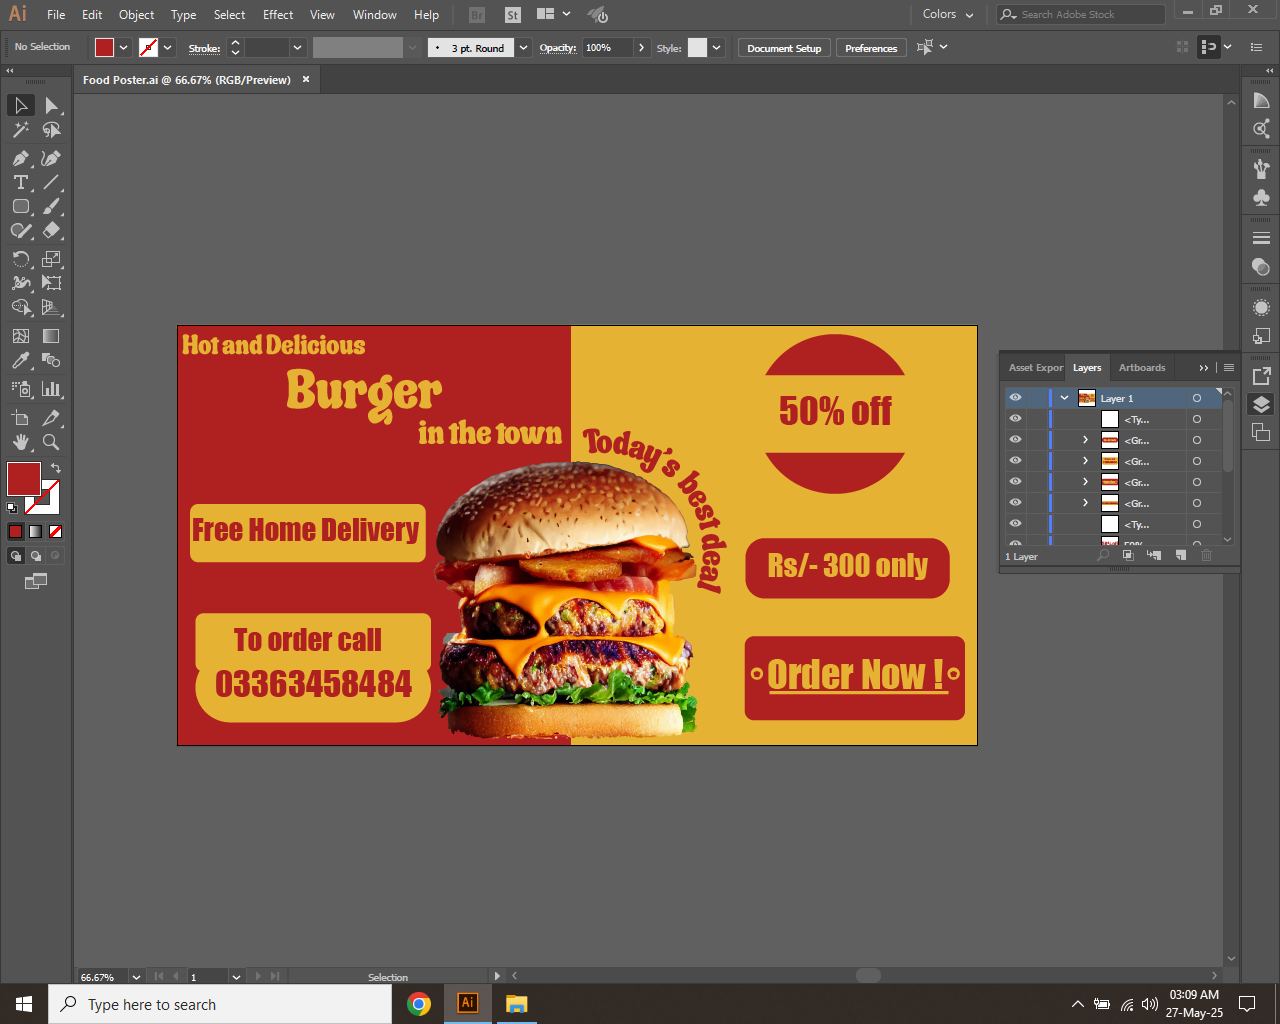 Ai File Edit Object Type Select Effect View Window Help Br St Colors Search Adobe Stock
No Selection Stroke: 3 pt. Round Opacity: 100% Style: Document Setup Preferences
Food Poster.ai @ 66.67% (RGB/Preview) ×
Hot and Delicious
Burger
in the town
Today's best deal
50% off
Free Home Delivery
Rs/- 300 only
To order call
03363458484
Order Now !
Asset Expor Layers Artboards
Layer 1
<Ty...
<Gr...
<Gr...
<Gr...
<Gr...
<Ty...
1 Layer
66.67% 1 Selection
Type here to search
Ai
03:09 AM
27-May-25